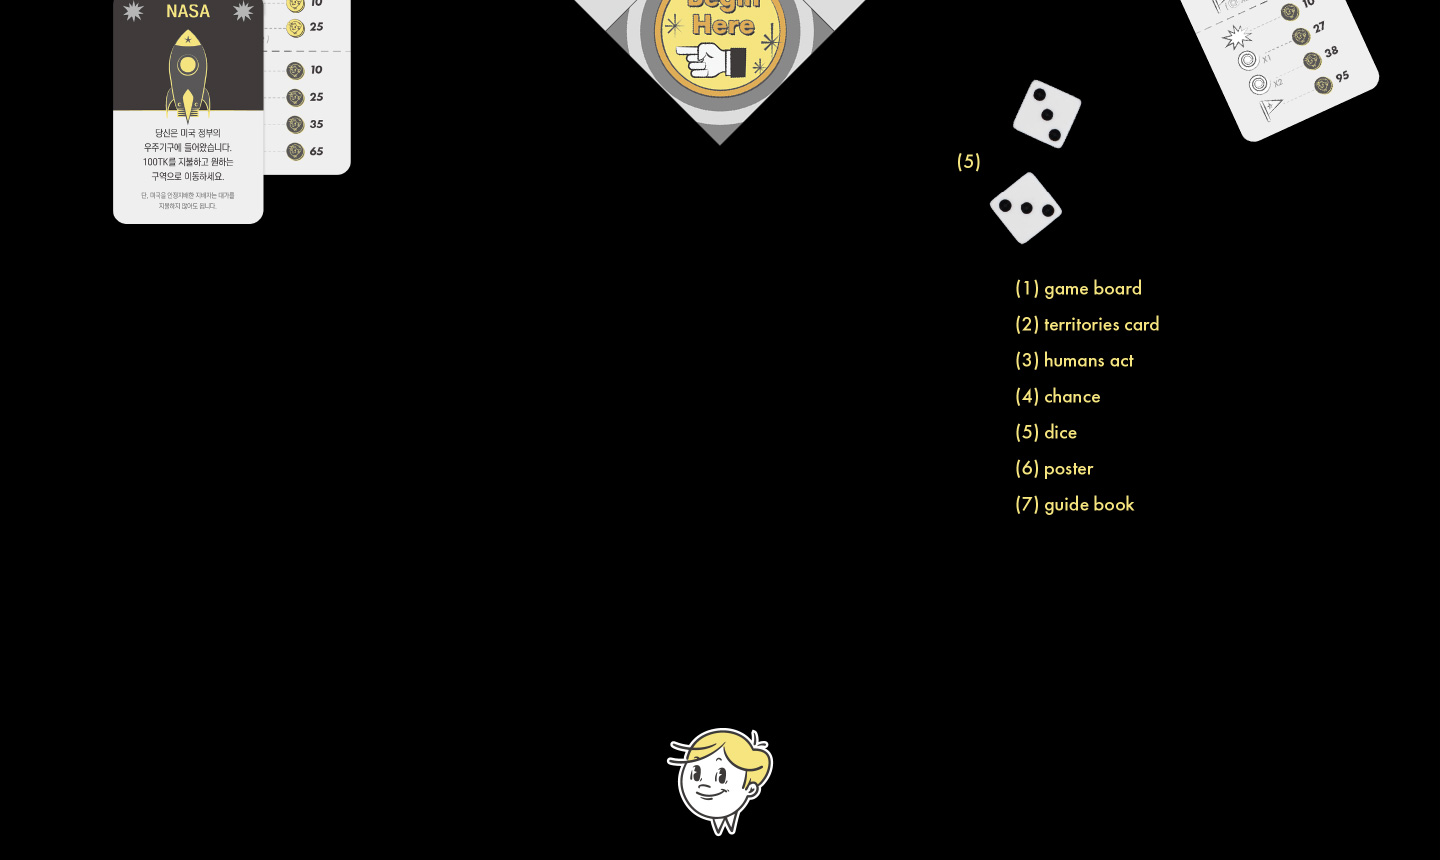 NASA
10
25
10
25
35
65
당신은 미국 정부의
우주기구에 들어왔습니다.
100TK를 지불하고 원하는
구역으로 이동하세요.
단, 미국을 안정지배한 지배자는 대가를
지불하지 않아도 됩니다.
Begin
Here
10
27
X1
38
X2
95
(5)
(1) game board
(2) territories card
(3) humans act
(4) chance
(5) dice
(6) poster
(7) guide book